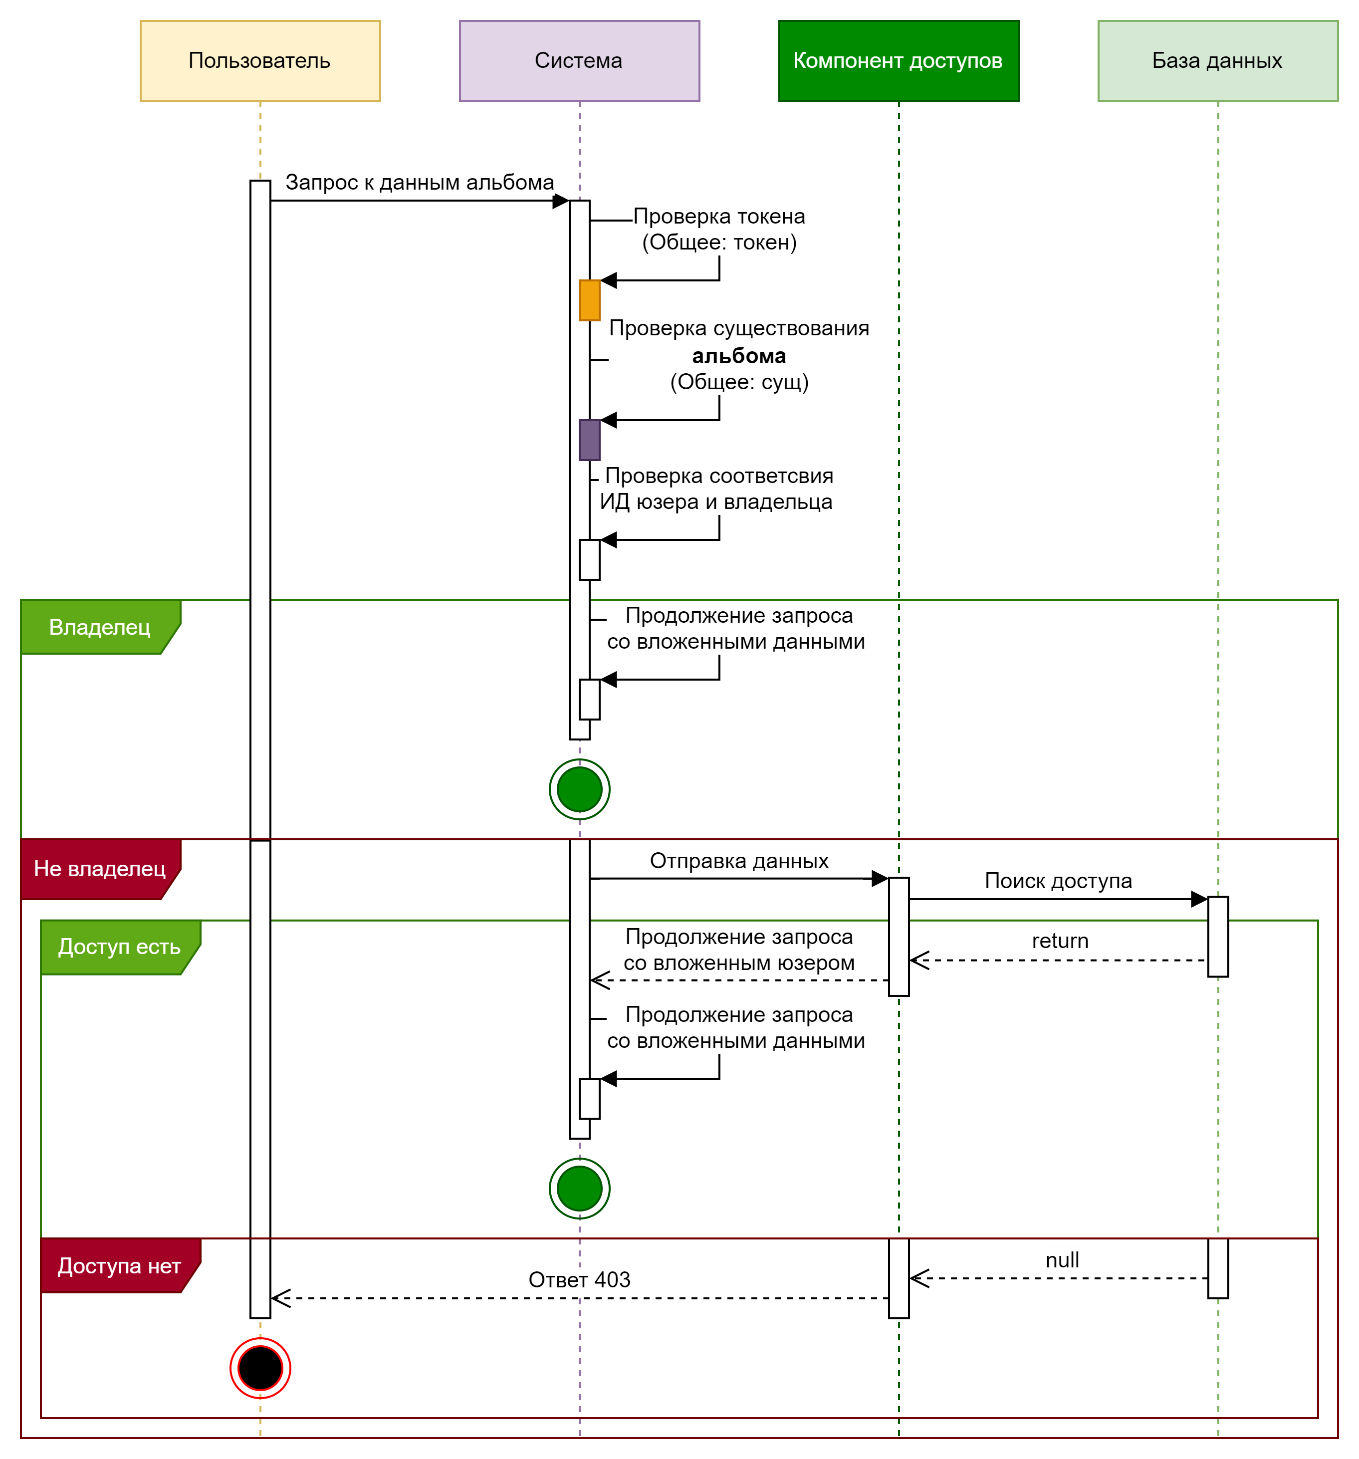 Пользователь
Система
Компонент доступов
База данных
Запрос к данным альбома
Проверка токена
(Общее: токен)
Проверка существования
альбома
(Общее: сущ)
Проверка соответсвия
ИД юзера и владельца
Владелец
Продолжение запроса
со вложенными данными
Не владелец
Отправка данных
Поиск доступа
Доступ есть
Продолжение запроса
со вложенным юзером
return
Продолжение запроса
со вложенными данными
Доступа нет
null
Ответ 403